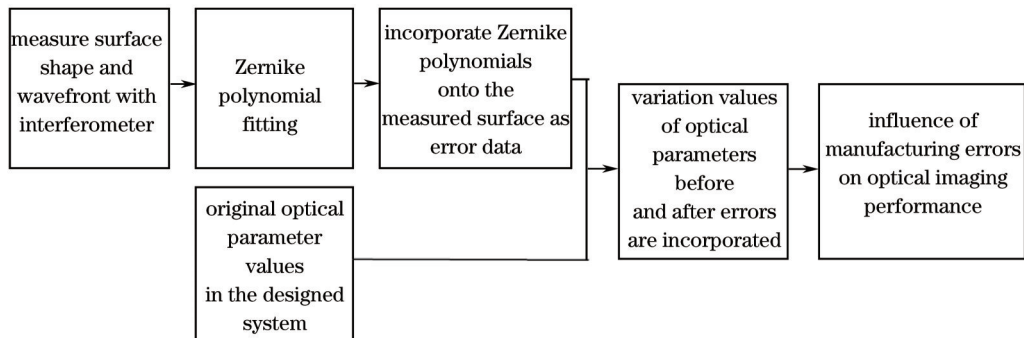 measure surface
shape and
wavefront with
interferometer
Zernike
polynomial
fitting
incorporate Zernike
polynomials
onto the
measured surface as
error data
original optical
parameter
values
in the designed
system
variation values
of optical
parameters
before
and after errors
are incorporated
influence of
manufacturing errors
on optical imaging
performance